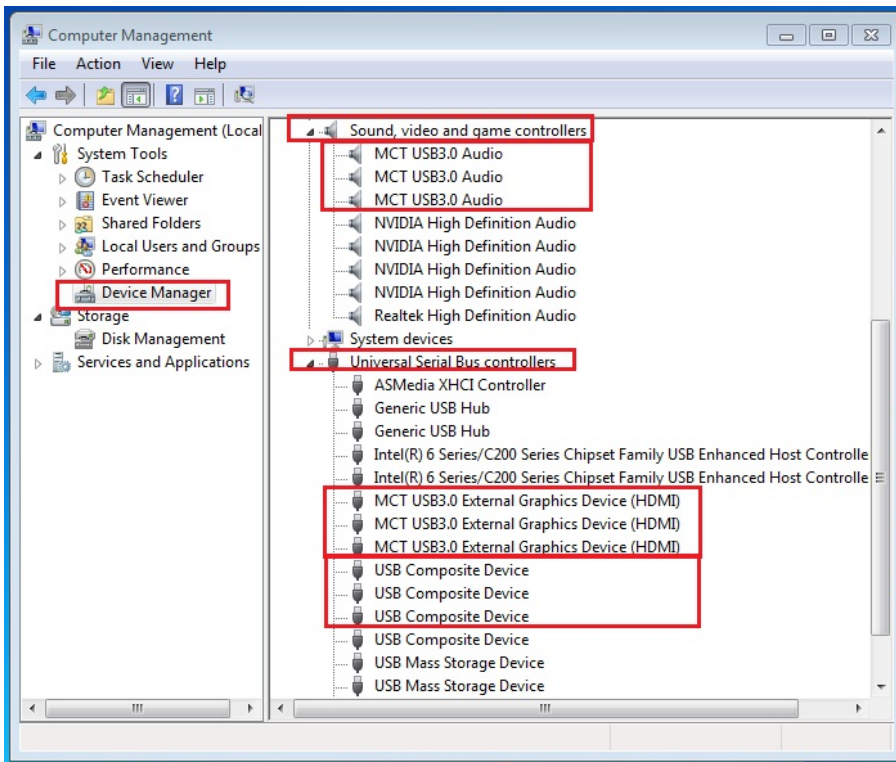 Computer Management
File Action View Help
Computer Management (Local
System Tools
Task Scheduler
Event Viewer
Shared Folders
Local Users and Groups
Performance
Device Manager
Storage
Disk Management
Services and Applications
Sound, video and game controllers
MCT USB3.0 Audio
MCT USB3.0 Audio
MCT USB3.0 Audio
NVIDIA High Definition Audio
NVIDIA High Definition Audio
NVIDIA High Definition Audio
NVIDIA High Definition Audio
Realtek High Definition Audio
System devices
Universal Serial Bus controllers
ASMedia XHCI Controller
Generic USB Hub
Generic USB Hub
Intel(R) 6 Series/C200 Series Chipset Family USB Enhanced Host Controlle
Intel(R) 6 Series/C200 Series Chipset Family USB Enhanced Host Controlle
MCT USB3.0 External Graphics Device (HDMI)
MCT USB3.0 External Graphics Device (HDMI)
MCT USB3.0 External Graphics Device (HDMI)
USB Composite Device
USB Composite Device
USB Composite Device
USB Composite Device
USB Mass Storage Device
USB Mass Storage Device